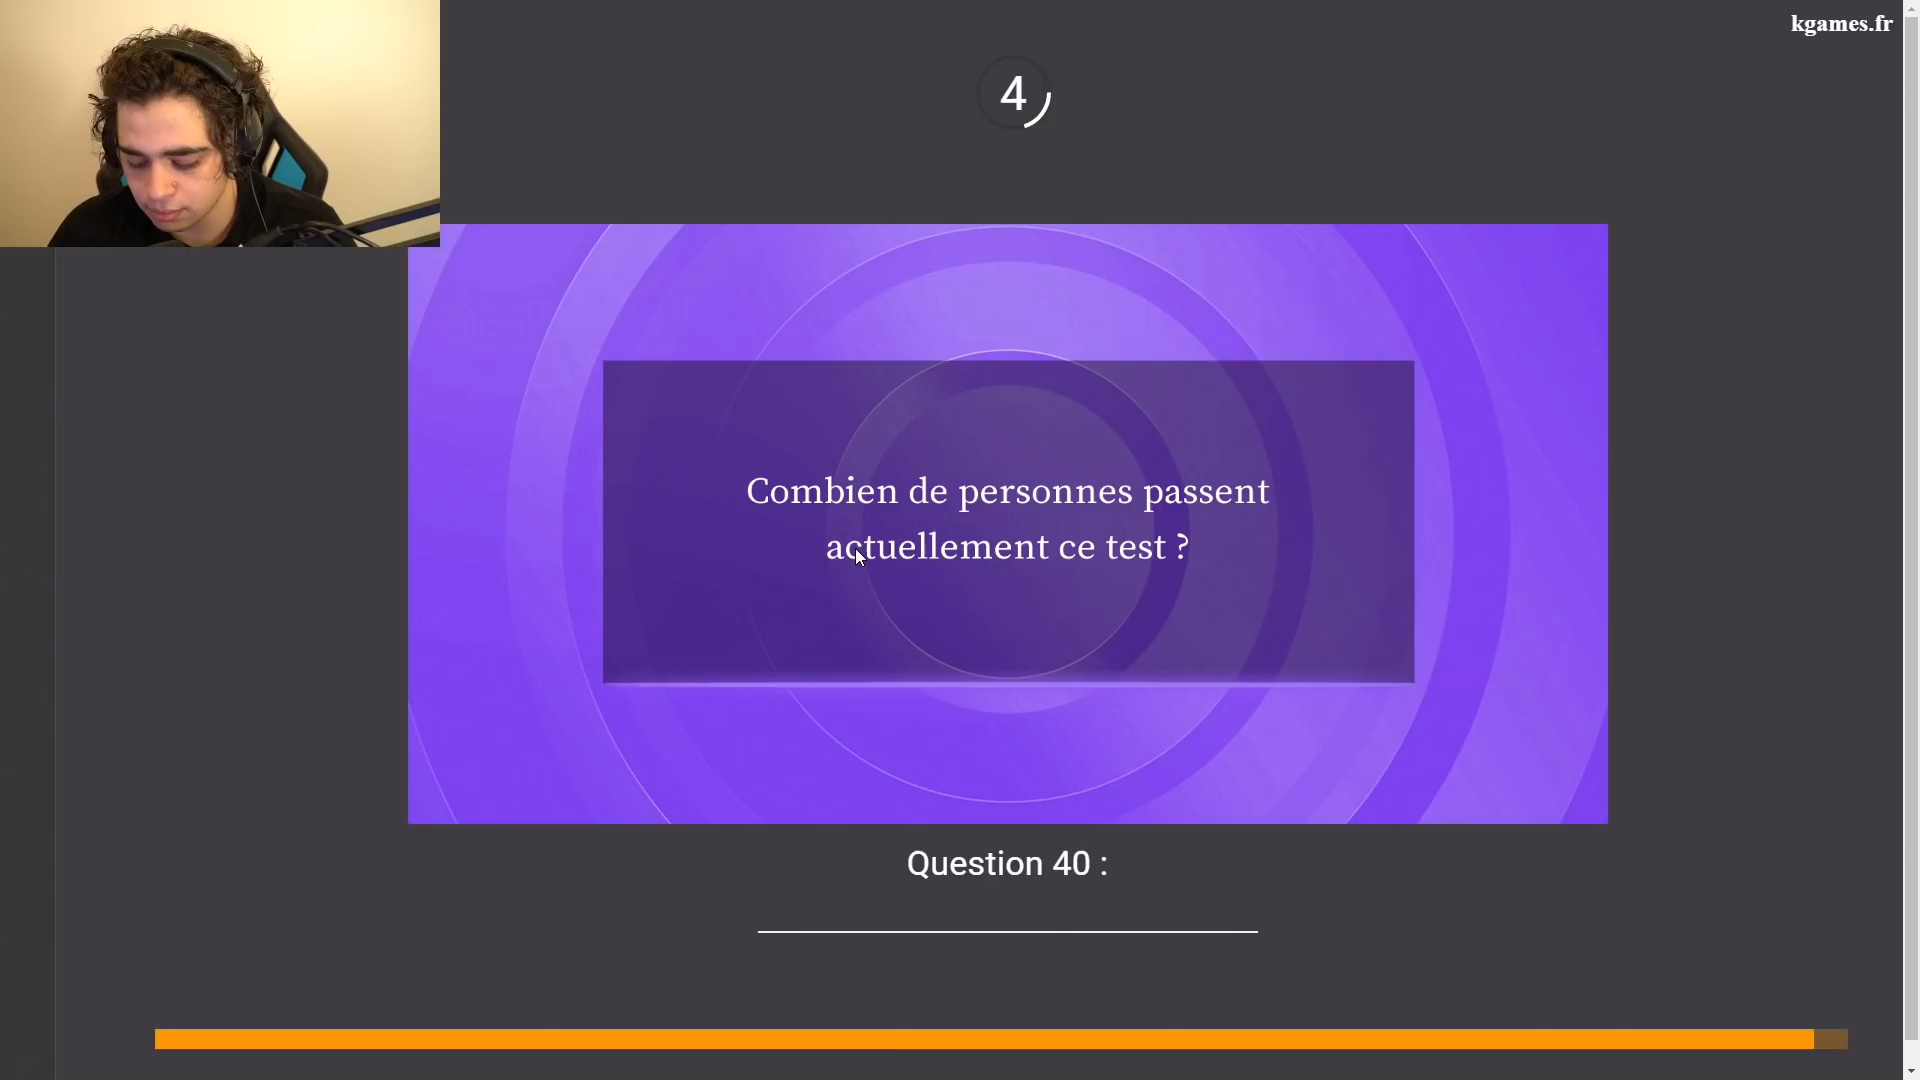 kgames.fr
4
Combien de personnes passent
actuellement ce test ?
Question 40 :